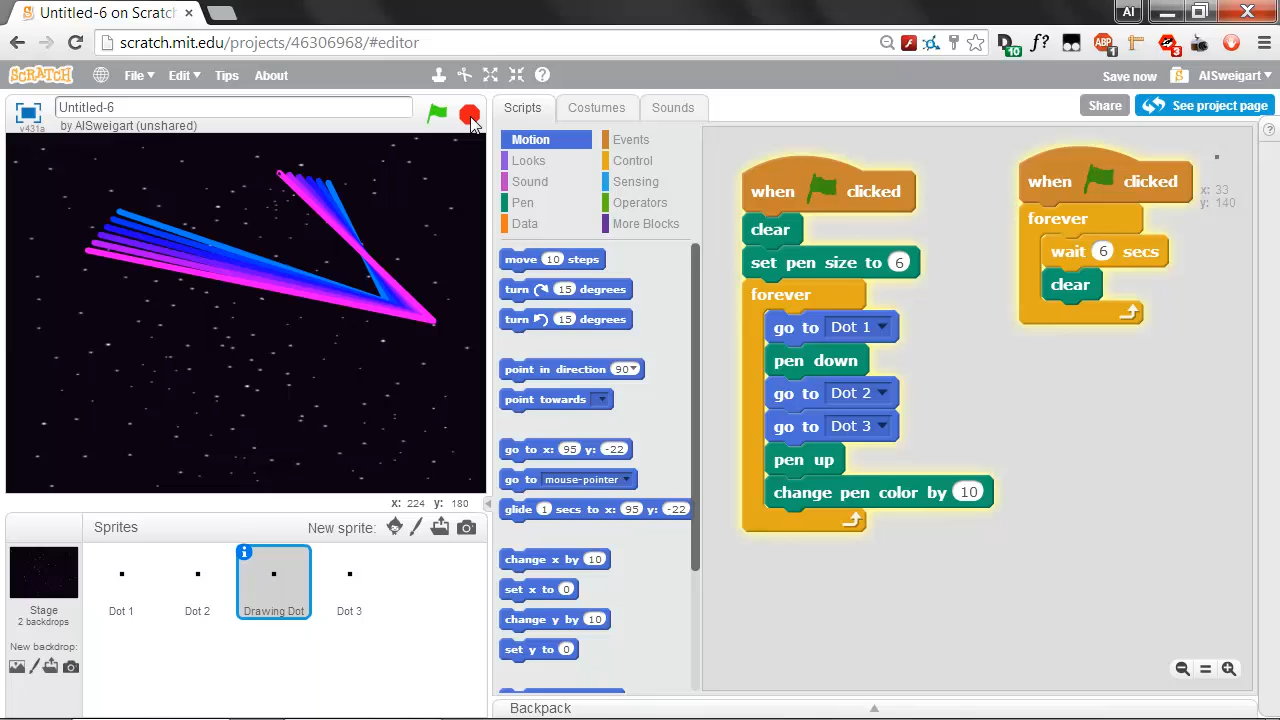 Untitled-6 on Scratch ×
AI
scratch.mit.edu/projects/46306968/#editor
10
f?
ABP
1
3
SCRATCH
File▼ Edit▼ Tips About
Save now
AlSweigart▼
Untitled-6
v431a
by AlSweigart (unshared)
Scripts
Costumes
Sounds
Share
See project page
Motion
Looks
Sound
Pen
Data
Events
Control
Sensing
Operators
More Blocks
move 10 steps
turn 15 degrees
turn 15 degrees
point in direction 90▼
point towards
go to x: 95 y: -22
go to mouse-pointer
glide 1 secs to x: 95 y: -22
change x by 10
set x to 0
change y by 10
set y to 0
when clicked
clear
set pen size to 6
forever
go to Dot 1
pen down
go to Dot 2
go to Dot 3
pen up
change pen color by 10
when clicked
forever
wait 6 secs
clear
x: 33
y: 140
x: 224 y: 180
Sprites
New sprite:
Stage
2 backdrops
New backdrop:
Dot 1
Dot 2
Drawing Dot
Dot 3
Backpack